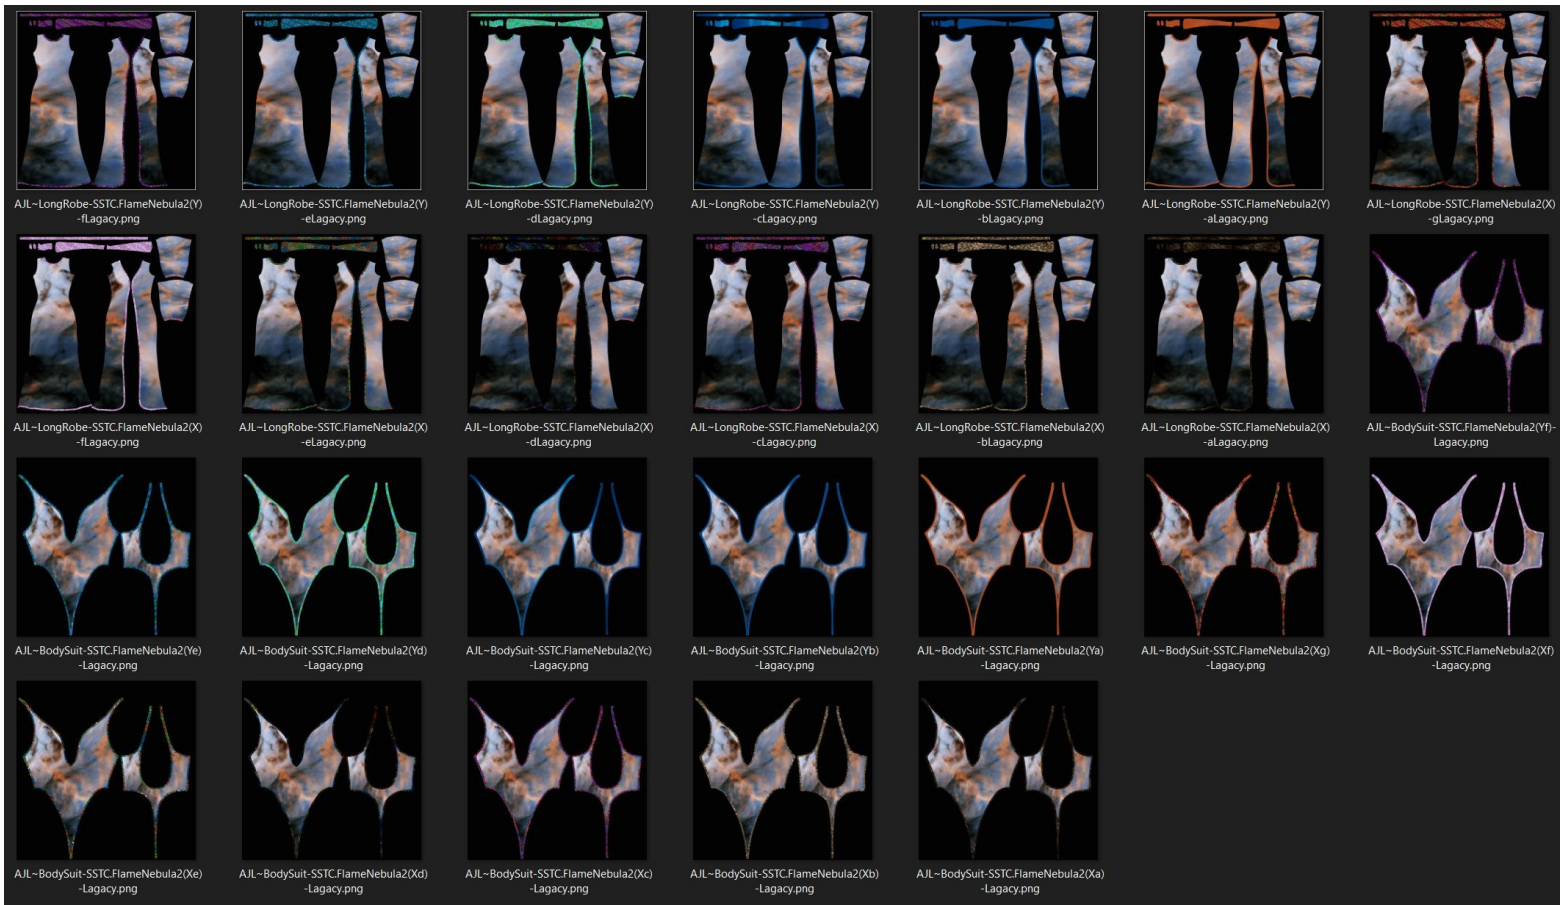 AJL~LongRobe-SSTC.FlameNebula2(Y)
-fLagacy.png
AJL~LongRobe-SSTC.FlameNebula2(Y)
-eLagacy.png
AJL~LongRobe-SSTC.FlameNebula2(Y)
-dLagacy.png
AJL~LongRobe-SSTC.FlameNebula2(Y)
-cLagacy.png
AJL~LongRobe-SSTC.FlameNebula2(Y)
-bLagacy.png
AJL~LongRobe-SSTC.FlameNebula2(Y)
-aLagacy.png
AJL~LongRobe-SSTC.FlameNebula2(X)
-gLagacy.png
AJL~LongRobe-SSTC.FlameNebula2(X)
-fLagacy.png
AJL~LongRobe-SSTC.FlameNebula2(X)
-eLagacy.png
AJL~LongRobe-SSTC.FlameNebula2(X)
-dLagacy.png
AJL~LongRobe-SSTC.FlameNebula2(X)
-cLagacy.png
AJL~LongRobe-SSTC.FlameNebula2(X)
-bLagacy.png
AJL~LongRobe-SSTC.FlameNebula2(X)
-aLagacy.png
AJL~BodySuit-SSTC.FlameNebula2(Yf)-
Lagacy.png
AJL~BodySuit-SSTC.FlameNebula2(Ye)
-Lagacy.png
AJL~BodySuit-SSTC.FlameNebula2(Yd)
-Lagacy.png
AJL~BodySuit-SSTC.FlameNebula2(Yc)
-Lagacy.png
AJL~BodySuit-SSTC.FlameNebula2(Yb)
-Lagacy.png
AJL~BodySuit-SSTC.FlameNebula2(Ya)
-Lagacy.png
AJL~BodySuit-SSTC.FlameNebula2(Xg)
-Lagacy.png
AJL~BodySuit-SSTC.FlameNebula2(Xf)
-Lagacy.png
AJL~BodySuit-SSTC.FlameNebula2(Xe)
-Lagacy.png
AJL~BodySuit-SSTC.FlameNebula2(Xd)
-Lagacy.png
AJL~BodySuit-SSTC.FlameNebula2(Xc)
-Lagacy.png
AJL~BodySuit-SSTC.FlameNebula2(Xb)
-Lagacy.png
AJL~BodySuit-SSTC.FlameNebula2(Xa)
-Lagacy.png